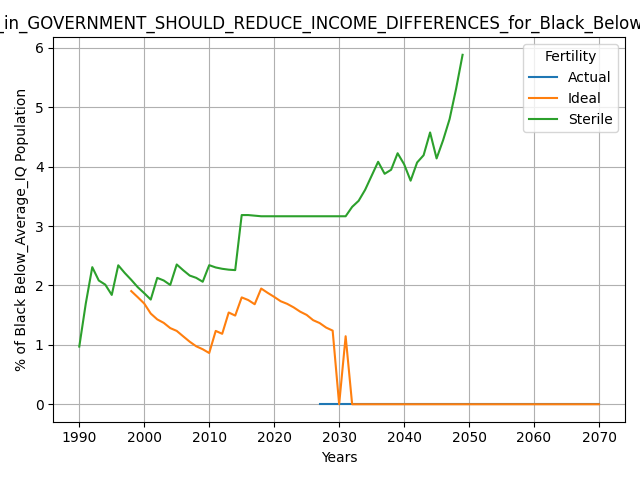 _in_GOVERNMENT_SHOULD_REDUCE_INCOME_DIFFERENCES_for_Black_Below
Fertility
Actual
Ideal
Sterile
% of Black Below_Average_IQ Population
6
5
4
3
2
1
0
1990 2000 2010 2020 2030 2040 2050 2060 2070
Years